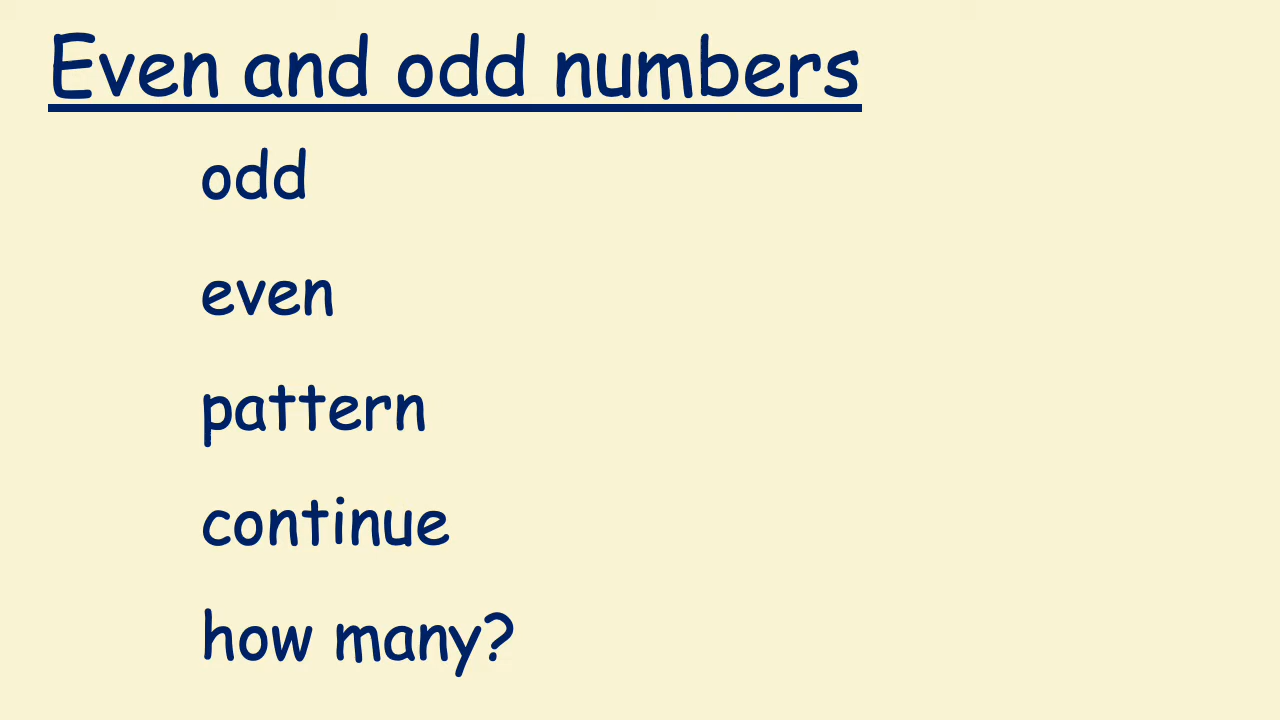 Even and odd numbers
odd
even
pattern
continue
how many?